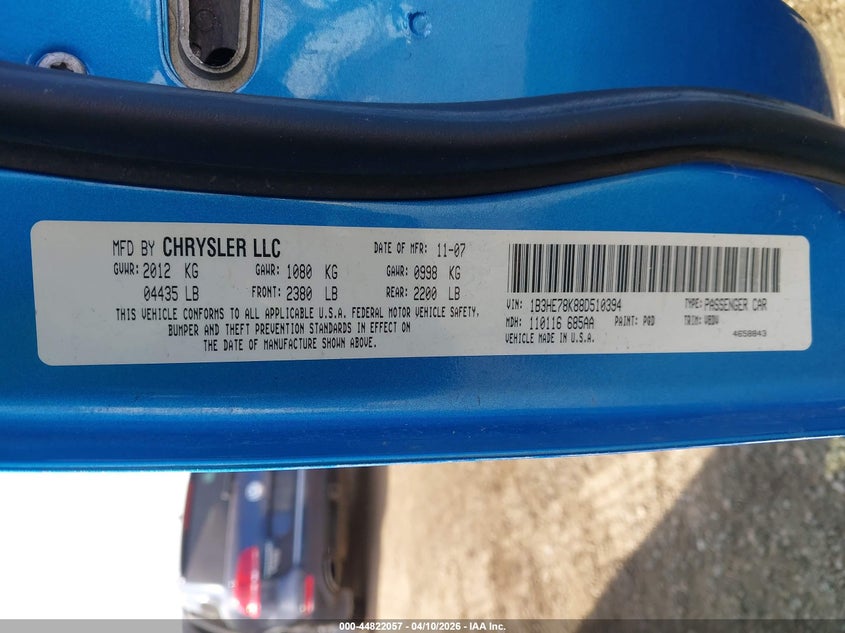 MFD BY CHRYSLER LLC DATE OF MFR: 11-07
GVWR: 2012 KG GAWR: 1080 KG GAWR: 0998 KG
04435 LB FRONT: 2380 LB REAR: 2200 LB
THIS VEHICLE CONFORMS TO ALL APPLICABLE U.S.A. FEDERAL MOTOR VEHICLE SAFETY,
BUMPER AND THEFT PREVENTION STANDARDS IN EFFECT ON
THE DATE OF MANUFACTURE SHOWN ABOVE.
VIN: 1B3HE78K88D510394 TYPE: PASSENGER CAR
MDH: 110116 685AA PAINT: PQD TRIM: VBDV
VEHICLE MADE IN U.S.A. 4658843
000-44822057 - 04/10/2026 - IAA Inc.